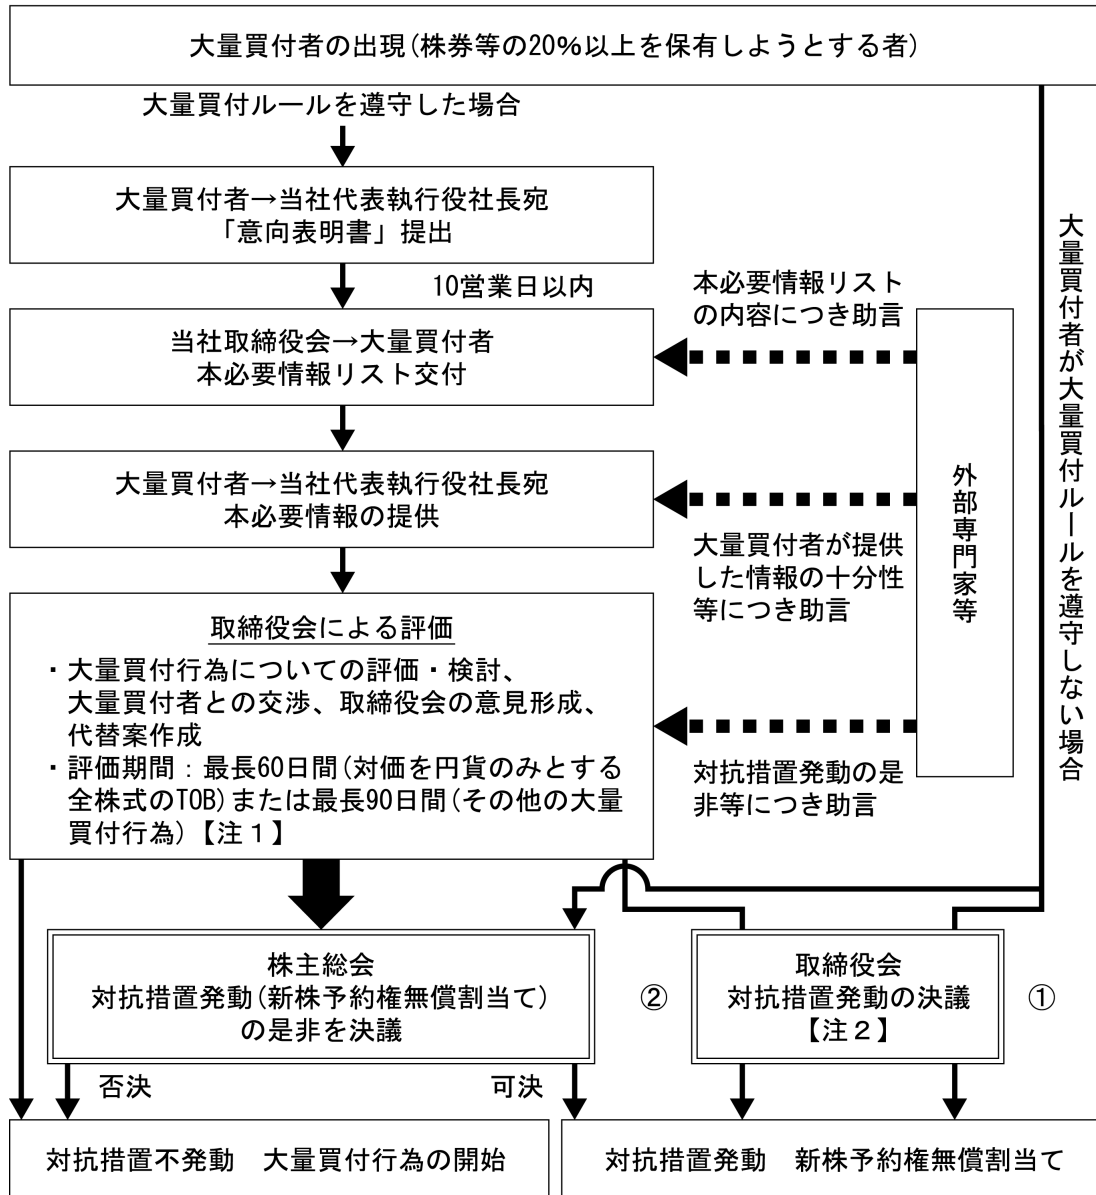 大量買付者の出現(株券等の20%以上を保有しようとする者)
大量買付ルールを遵守した場合
大量買付者→当社代表執行役社長宛
「意向表明書」提出
10営業日以内
当社取締役会→大量買付者
本必要情報リスト交付
本必要情報リスト
の内容につき助言
大量買付者→当社代表執行役社長宛
本必要情報の提供
大量買付者が提供
した情報の十分性
等につき助言
外部専門家等
大量買付者が大量買付ルールを遵守しない場合
取締役会による評価
・大量買付行為についての評価・検討、
大量買付者との交渉、取締役会の意見形成、
代替案作成
・評価期間：最長60日間(対価を円貨のみとする
全株式のTOB)または最長90日間(その他の大量
買付行為)【注１】
対抗措置発動の是
非等につき助言
株主総会
対抗措置発動(新株予約権無償割当て)
の是非を決議
②
取締役会
対抗措置発動の決議
【注２】
①
否決
可決
対抗措置不発動　大量買付行為の開始
対抗措置発動　新株予約権無償割当て